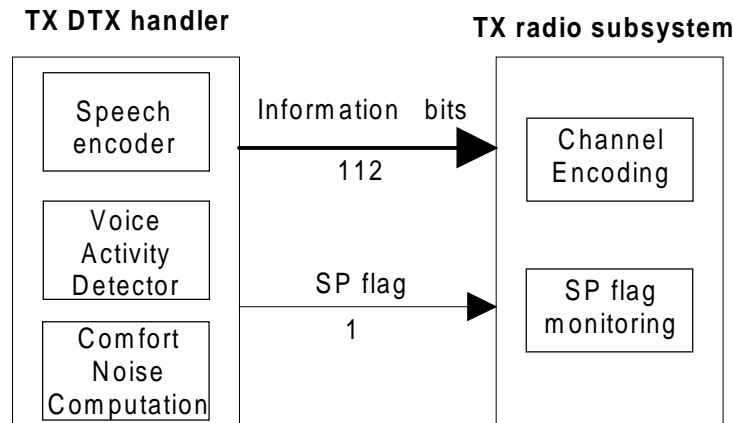 TX DTX handler
TX radio subsystem
Speech
encoder
Information bits
112
Channel
Encoding
Voice
Activity
Detector
SP flag
1
SP flag
monitoring
Comfort
Noise
Computation